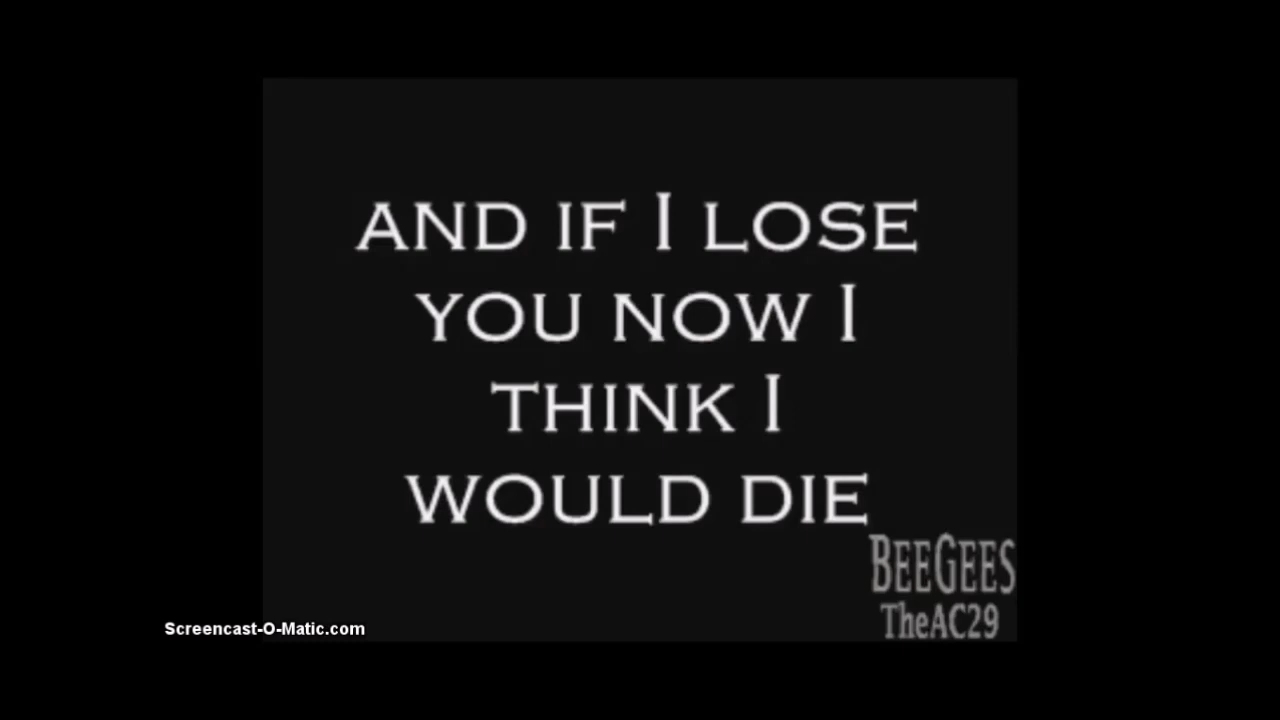 AND IF I LOSE
YOU NOW I
THINK I
WOULD DIE
BEEGEES
TheAC29
Screencast-O-Matic.com